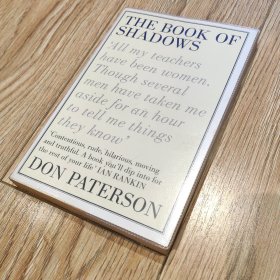 THE BOOK OF
SHADOWS
'All my teachers
have been women.
Though several
men have taken me
aside for an hour
to tell me things
they know'
'Contentious, rude, hilarious, moving
and truthful. A book you'll dip into for
the rest of your life' IAN RANKIN
DON PATERSON